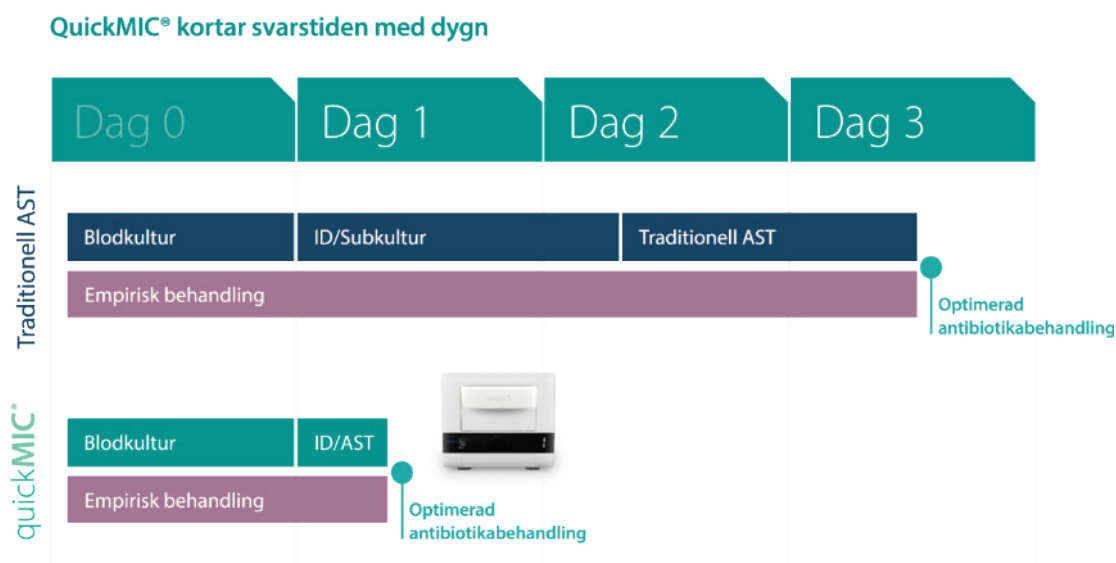 QuickMIC® kortar svarstiden med dygn
Dag 0
Dag 1
Dag 2
Dag 3
Traditionell AST
Blodkultur
ID/Subkultur
Traditionell AST
Empirisk behandling
Optimerad
antibiotikabehandling
quickMIC®
Blodkultur
ID/AST
Empirisk behandling
Optimerad
antibiotikabehandling